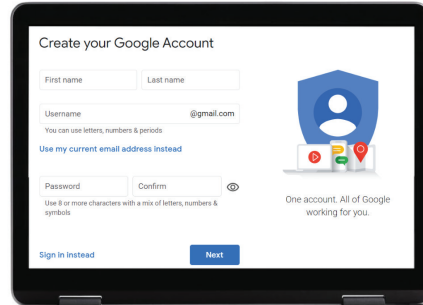 Create your Google Account
First name Last name
Username @gmail.com
You can use letters, numbers & periods
Use my current email address instead
Password Confirm
Use 8 or more characters with a mix of letters, numbers &
symbols
One account. All of Google
working for you.
Sign in instead Next